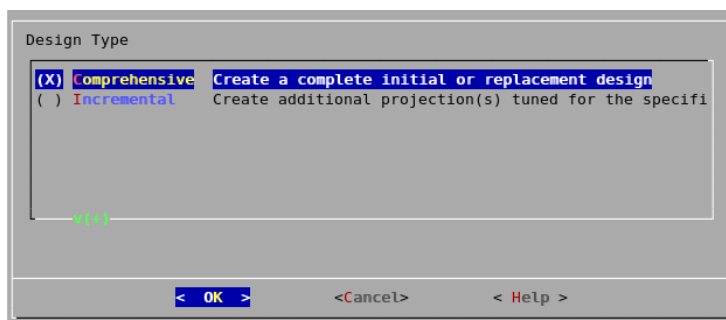 Design Type
(X) Comprehensive Create a complete initial or replacement design
( ) Incremental Create additional projection(s) tuned for the specifi
v(+)
< OK > <Cancel> < Help >